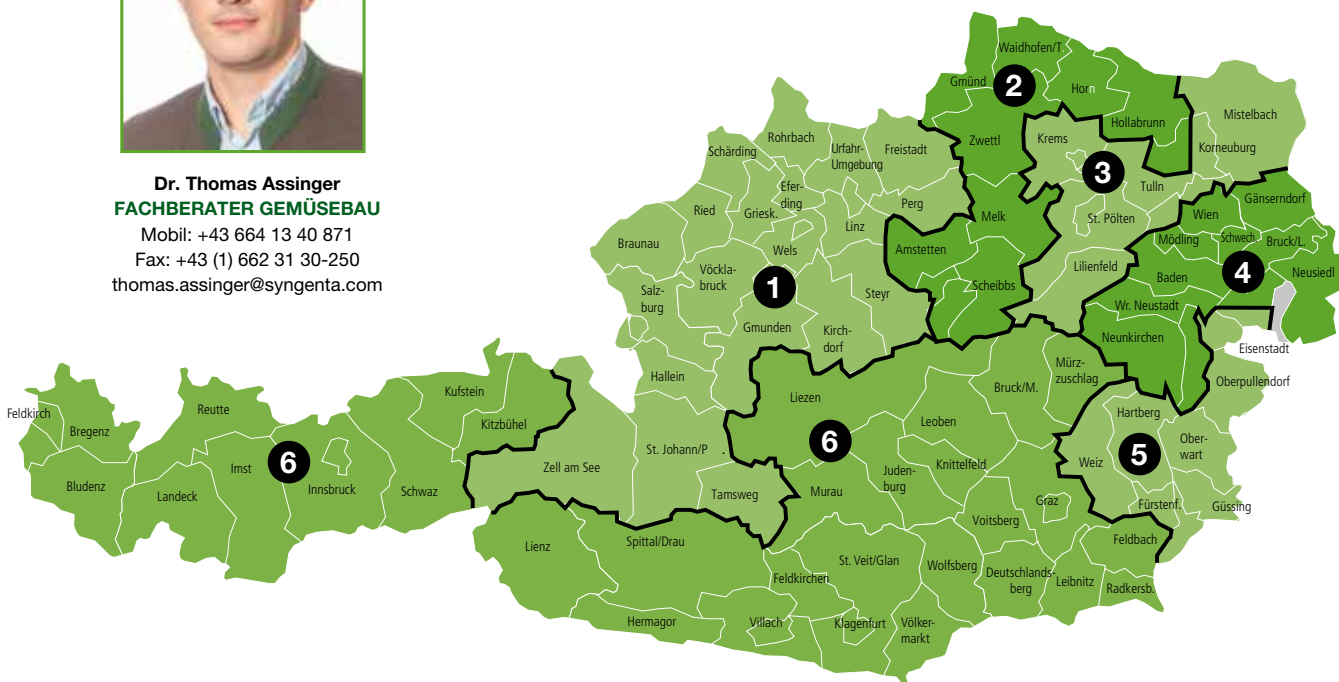 Dr. Thomas Assinger
FACHBERATER GEMÜSEBAU
Mobil: +43 664 13 40 871
Fax: +43 (1) 662 31 30-250
thomas.assinger@syngenta.com
Waidhofen/T.
Gmünd
2
Horn
Hollabrunn
Mistelbach
Zwettl
Krems
Korneuburg
Rohrbach
Schärding
Urfahr-
Umgebung
Freistadt
3
Tulln
Efer-
ding
Ried
Griesk.
Perg
Linz
Melk
St. Pölten
Wien
Gänserndorf
Braunau
Wels
Amstetten
Mödling
Schwech.
Bruck/L.
Vöckla-
bruck
1
Lilienfeld
Baden
4
Neusiedl
Salz-
burg
Steyr
Scheibbs
Wr. Neustadt
Gmunden
Kirch-
dorf
Neunkirchen
Eisenstadt
Hallein
Mürz-
zuschlag
Oberpullendorf
Kufstein
Bruck/M.
Liezen
Reutte
Feldkirch
Bregenz
Kitzbühel
Leoben
Hartberg
St. Johann/P.
6
Ober-
wart
5
Imst
6
Zell am See
Knittelfeld
Weiz
Bludenz
Landeck
Innsbruck
Schwaz
Tamsweg
Murau
Juden-
burg
Graz
Fürstenf.
Güssing
Voitsberg
Lienz
Spittal/Drau
Feldbach
St. Veit/Glan
Wolfsberg
Feldkirchen
Deutschlands-
berg
Leibnitz
Radkersb.
Hermagor
Villach
Klagenfurt
Völker-
markt